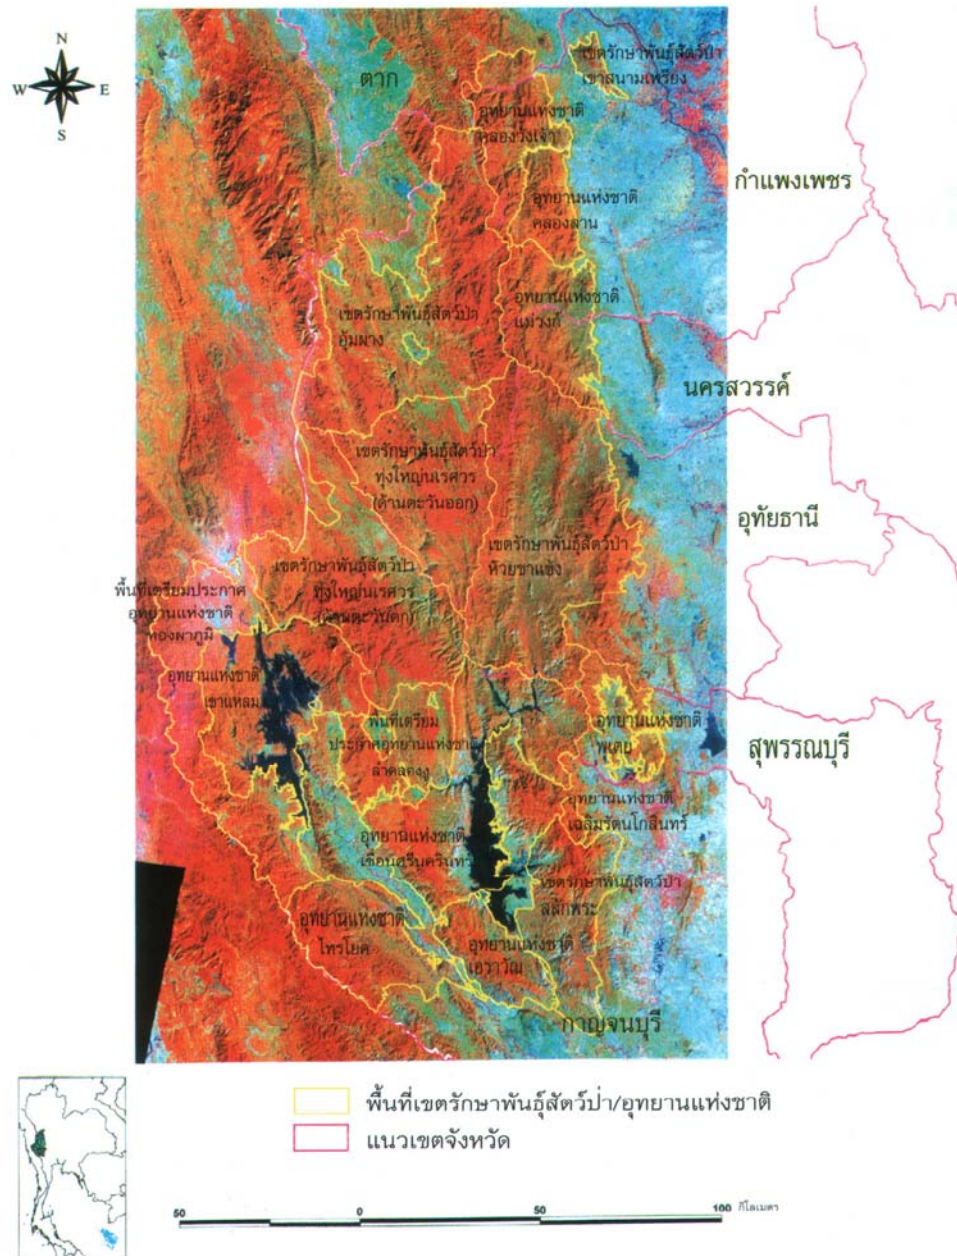 N
W E
S
ตาก
เขตรักษาพันธุ์สัตว์ป่า
เขาสนามเพรียง
อุทยานแห่งชาติ
คลองวังเจ้า
กำแพงเพชร
อุทยานแห่งชาติ
คลองลาน
เขตรักษาพันธุ์สัตว์ป่า
อุ้มผาง
อุทยานแห่งชาติ
แม่วงก์
นครสวรรค์
เขตรักษาพันธุ์สัตว์ป่า
ทุ่งใหญ่นเรศวร
(ด้านตะวันออก)
อุทัยธานี
เขตรักษาพันธุ์สัตว์ป่า
ห้วยขาแข้ง
เขตรักษาพันธุ์สัตว์ป่า
ทุ่งใหญ่นเรศวร
(ด้านตะวันตก)
พื้นที่เตรียมประกาศ
อุทยานแห่งชาติ
ทองผาภูมิ
อุทยานแห่งชาติ
เขาแหลม
พื้นที่เตรียม
ประกาศอุทยานแห่งชาติ
ลำคลองงู
อุทยานแห่งชาติ
พุเตย
สุพรรณบุรี
อุทยานแห่งชาติ
เฉลิมรัตนโกสินทร์
อุทยานแห่งชาติ
เขื่อนศรีนครินทร์
เขตรักษาพันธุ์สัตว์ป่า
สลักพระ
อุทยานแห่งชาติ
ไทรโยค
อุทยานแห่งชาติ
เอราวัณ
กาญจนบุรี
พื้นที่เขตรักษาพันธุ์สัตว์ป่า/อุทยานแห่งชาติ
แนวเขตจังหวัด
50 0 50 100 กิโลเมตร